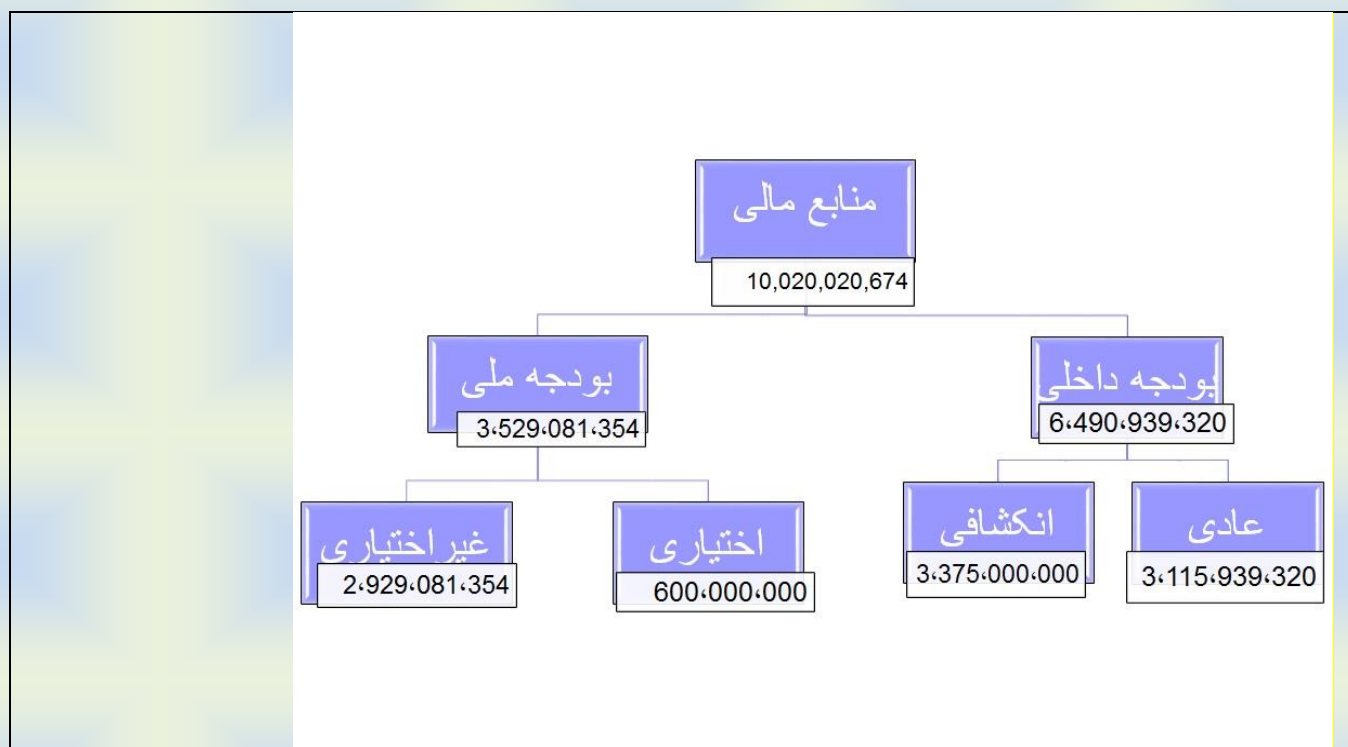 منابع مالی
10,020,020,674
بودجه داخلی
6،490،939،320
بودجه ملی
3،529،081،354
عادی
3،115،939،320
انکشافی
3،375،000،000
اختیاری
600،000،000
غیراختیاری
2،929،081،354